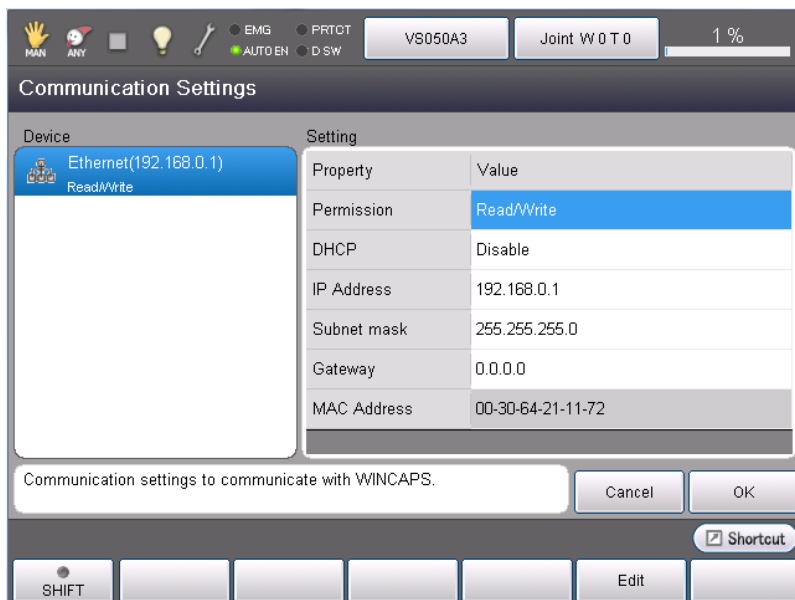 MAN
ANY
EMG
AUTO EN
PRTCT
D SW
VS050A3
Joint W 0 T 0
1 %
Communication Settings
Device
Ethernet(192.168.0.1)
Read/Write
Setting
Property Value
Permission Read/Write
DHCP Disable
IP Address 192.168.0.1
Subnet mask 255.255.255.0
Gateway 0.0.0.0
MAC Address 00-30-64-21-11-72
Communication settings to communicate with WINCAPS.
Cancel
OK
Shortcut
SHIFT
Edit